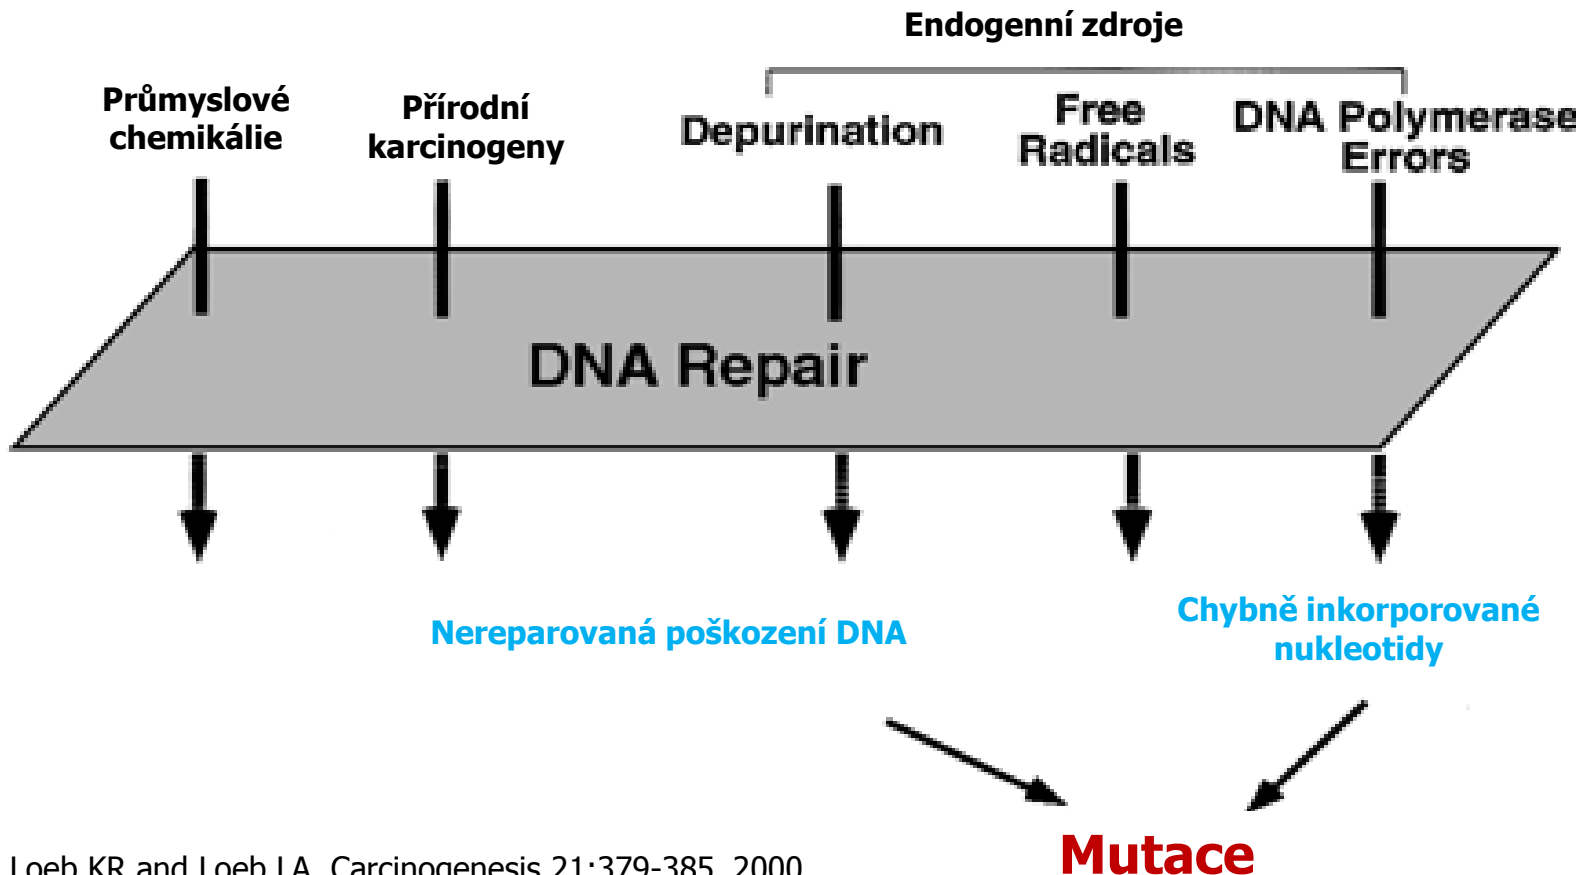 Endogenní zdroje
Průmyslové
chemikálie
Přírodní
karcinogeny
Depurination
Free
Radicals
DNA Polymerase
Errors
DNA Repair
Nereparovaná poškození DNA
Chybně inkorporované
nukleotidy
Mutace
Loeb KR and Loeb LA, Carcinogenesis 21:379-385, 2000